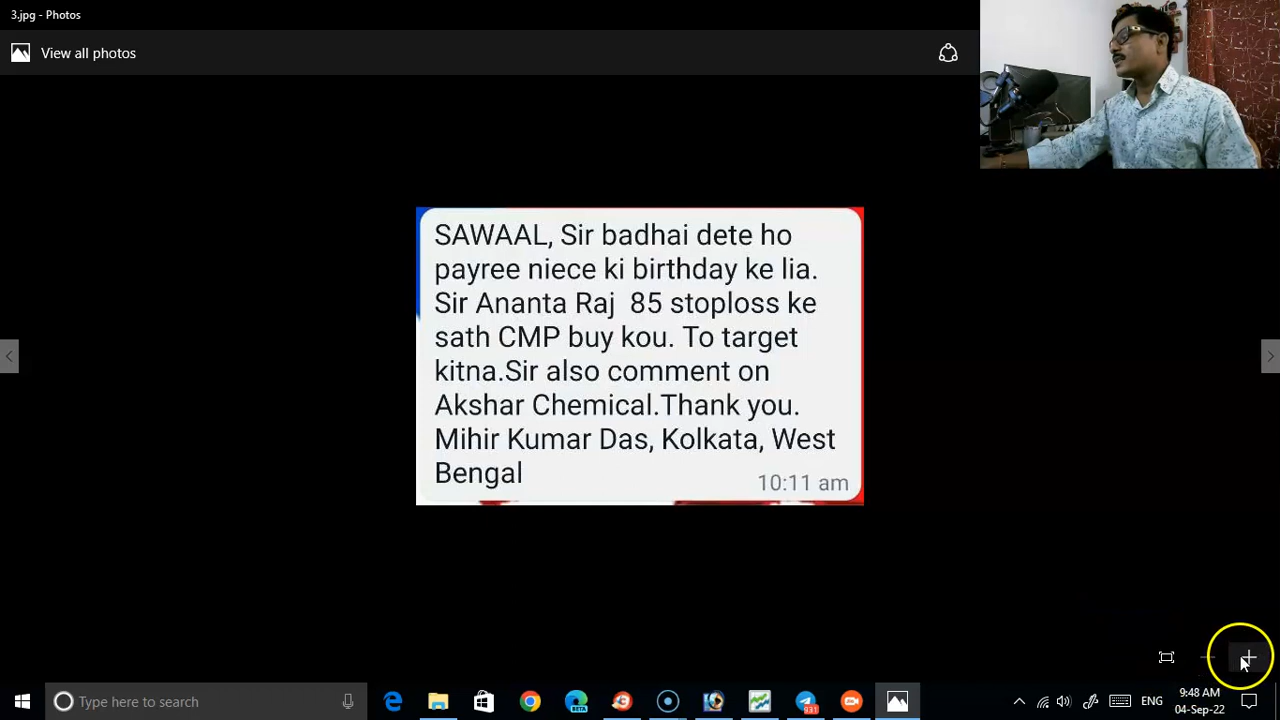 3.jpg - Photos
View all photos
SAWAAL, Sir badhai dete ho
payree niece ki birthday ke lia.
Sir Ananta Raj  85 stoploss ke
sath CMP buy kou. To target
kitna.Sir also comment on
Akshar Chemical.Thank you.
Mihir Kumar Das, Kolkata, West
Bengal
10:11 am
Type here to search
931
ENG
9:48 AM
04-Sep-22